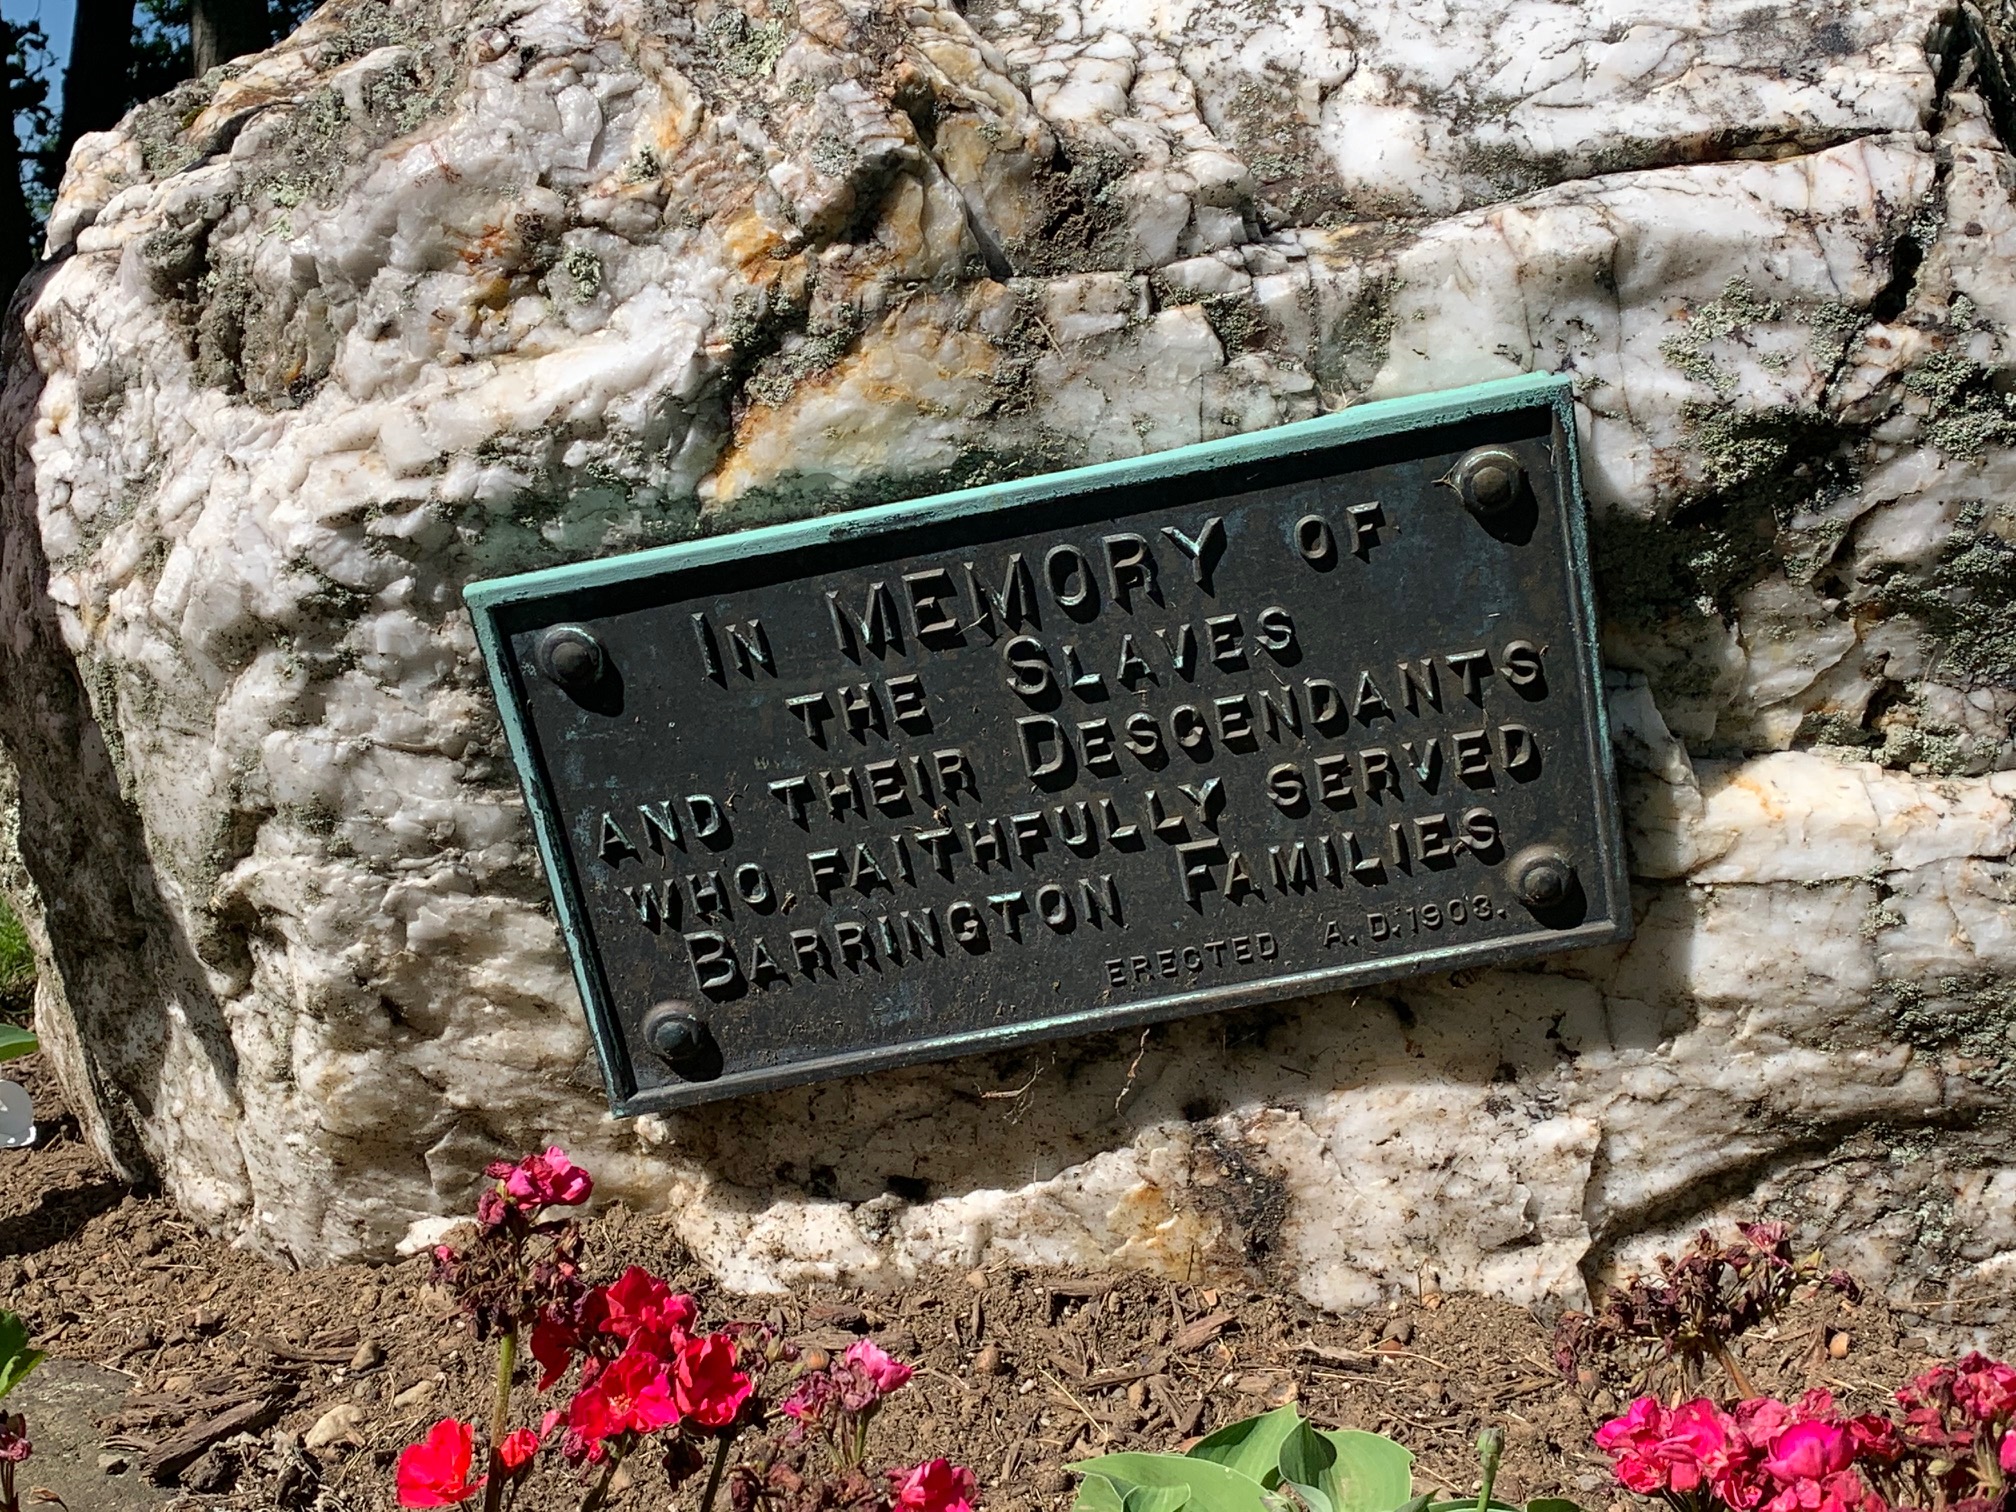 In MEMORY OF
THE SLAVES
AND THEIR DESCENDANTS
WHO FAITHFULLY SERVED
BARRINGTON FAMILIES
ERECTED A.D. 1903.